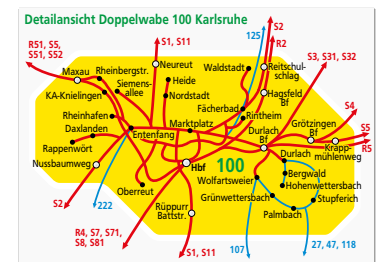 Detailansicht Doppelwabe 100 Karlsruhe
R51, S5,
S51, S52
S1, S11
125
S2
R2
S3, S31, S32
Maxau
Rheinbergstr.
Neureut
Waldstadt
Reitschul-
schlag
KA-Knielingen
Siemens-
allee
Heide
Nordstadt
Hagsfeld
Bf
S4
Rheinhafen
Fächerbad
Rintheim
Daxlanden
Entenfang
Marktplatz
Durlach
Bf
Grötzingen
Bf
S5
R5
Rappenwört
Krapp-
mühlenweg
Nussbaumweg
Hbf
100
Durlach
Wolfartsweier
Bergwald
Hohenwettersbach
Oberreut
Grünwettersbach
Stupferich
S2
222
Rüppurr
Battstr.
Palmbach
R4, S7, S71,
S8, S81
S1, S11
107
27, 47, 118